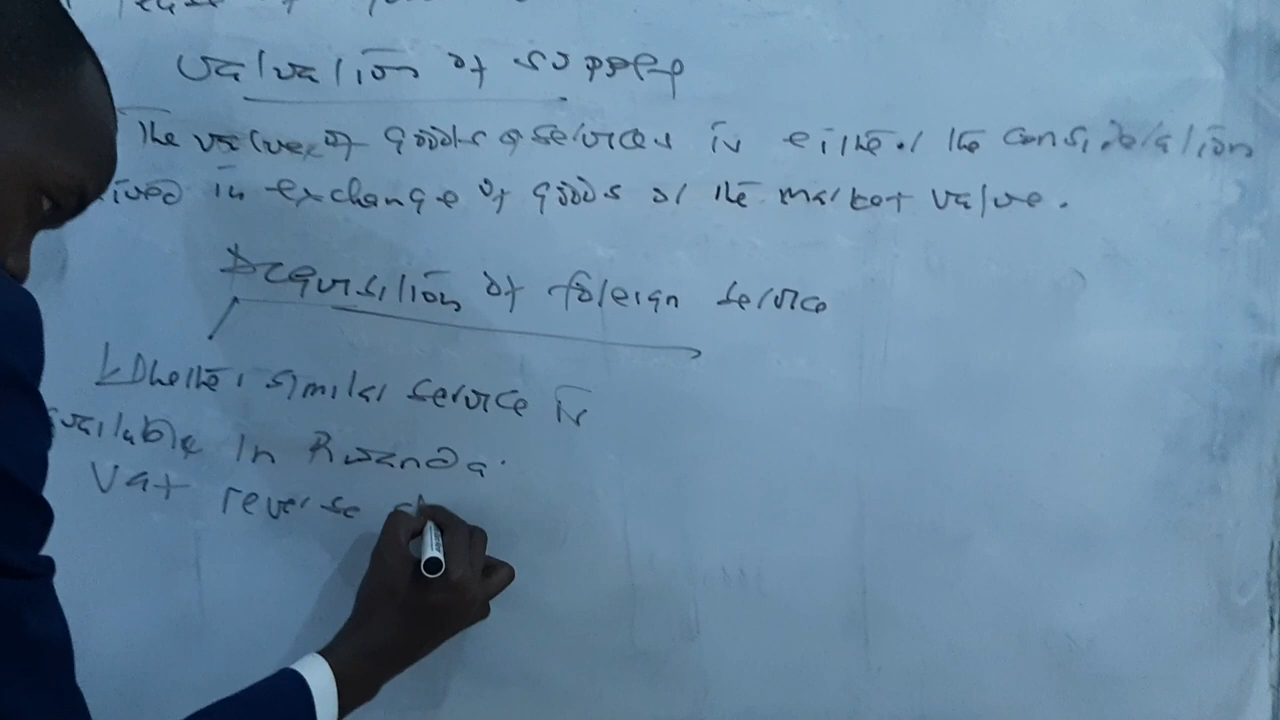 Valuation of supply
The value of goods & services is either the consideration
in exchange of goods or the market value.
Acquisition of foreign service
Whether similar service is
available in Rwanda.
Vat reverse